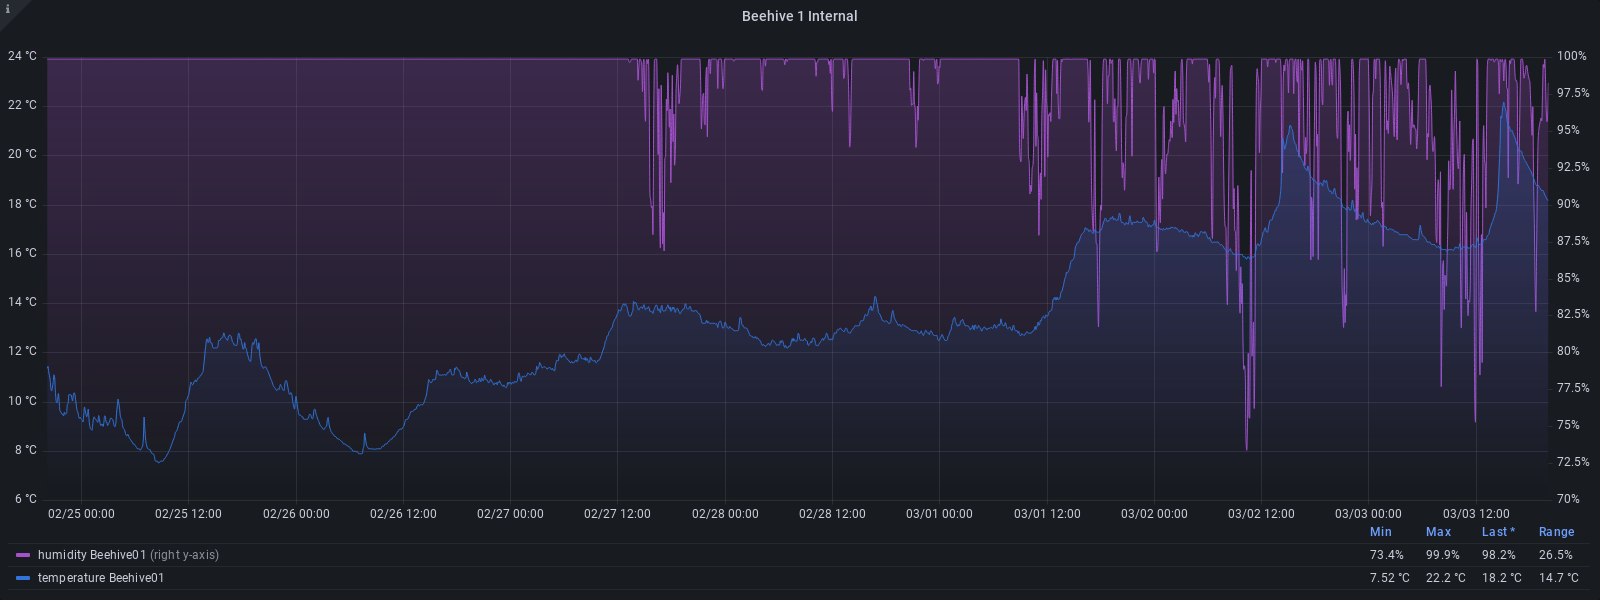 i
Beehive 1 Internal
24 °C 100%
97.5%
22 °C
95%
20 °C
92.5%
18 °C 90%
87.5%
16 °C
85%
14 °C
82.5%
12 °C 80%
77.5%
10 °C
75%
8 °C
72.5%
6 °C 70%
02/25 00:00 02/25 12:00 02/26 00:00 02/26 12:00 02/27 00:00 02/27 12:00 02/28 00:00 02/28 12:00 03/01 00:00 03/01 12:00 03/02 00:00 03/02 12:00 03/03 00:00 03/03 12:00
Min Max Last * Range
humidity Beehive01 (right y-axis) 73.4% 99.9% 98.2% 26.5%
temperature Beehive01 7.52 °C 22.2 °C 18.2 °C 14.7 °C